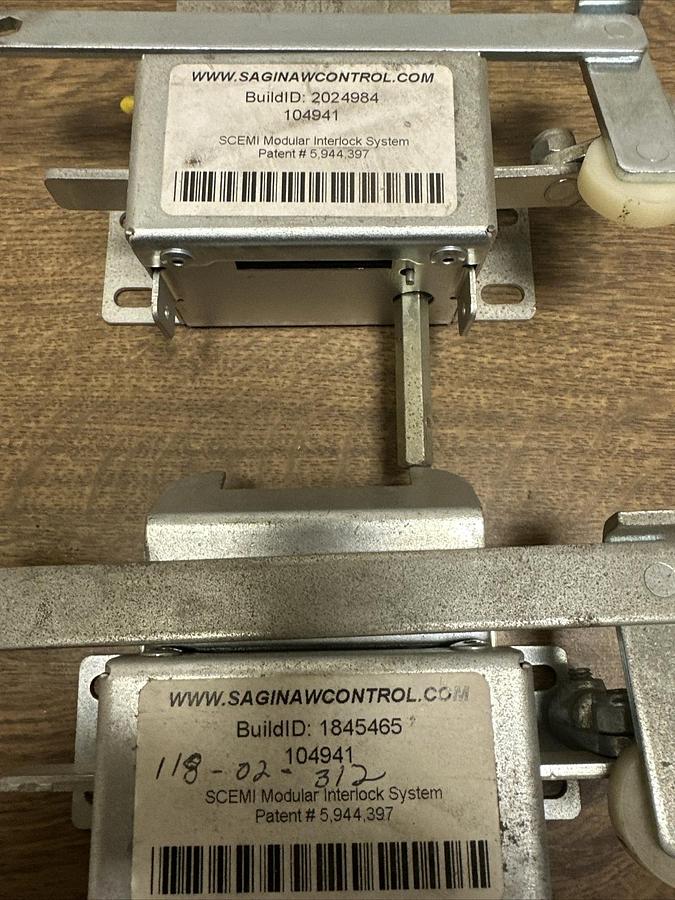 WWW.SAGINAWCONTROL.COM
BuildID: 2024984
104941
SCEMI Modular Interlock System
Patent # 5,944,397
WWW.SAGINAWCONTROL.COM
BuildID: 1845465
104941
118-02-312
SCEMI Modular Interlock System
Patent # 5,944,397